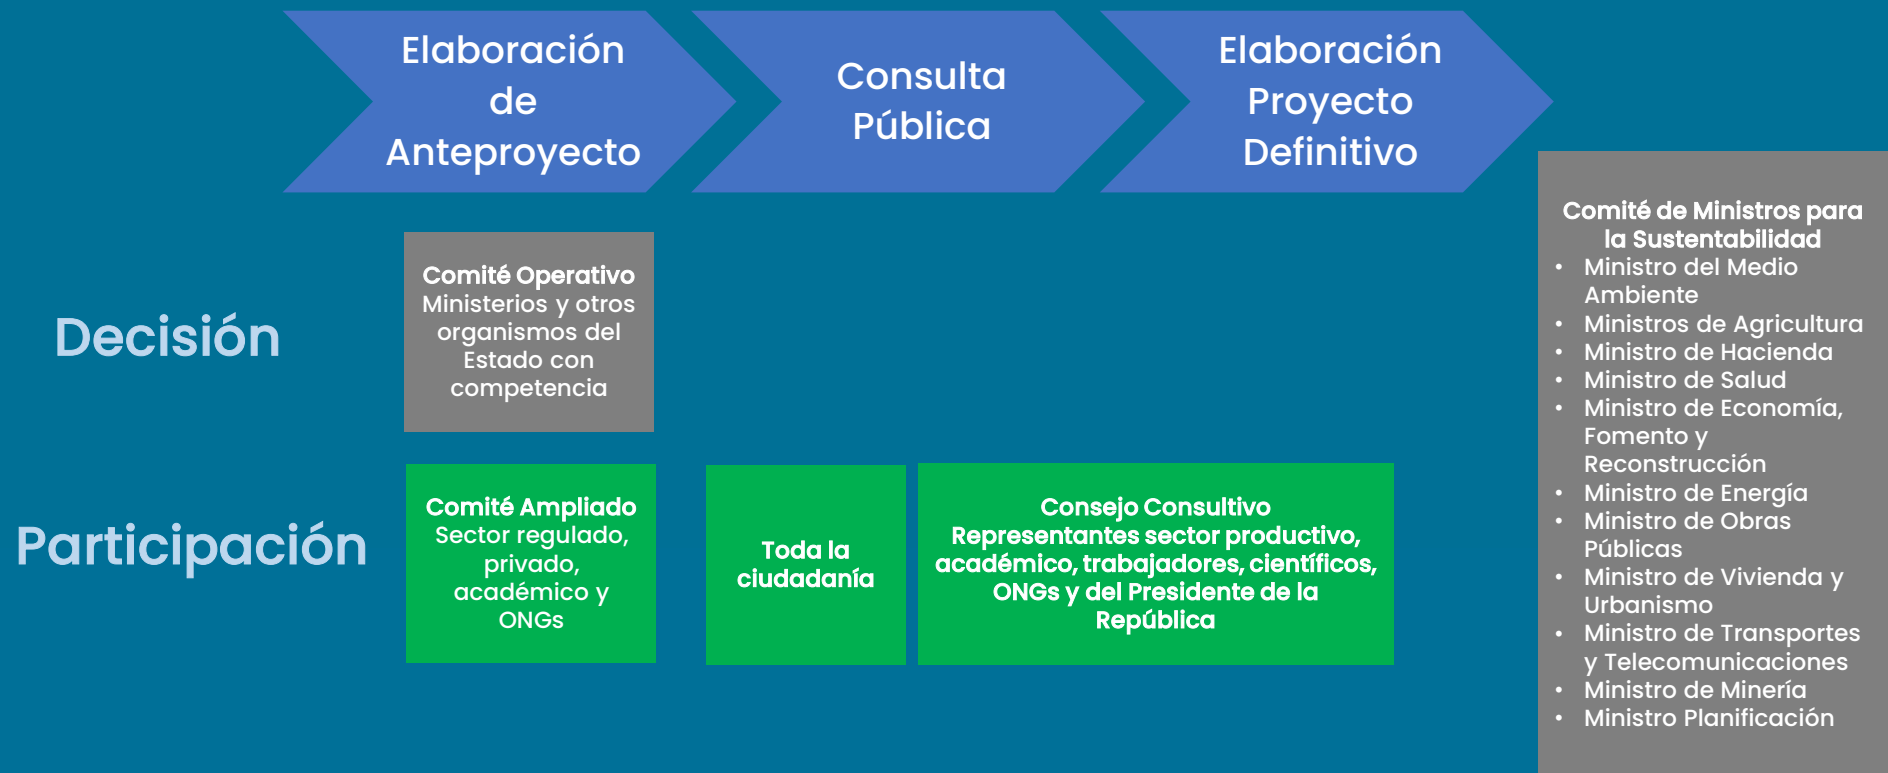 Elaboración
de
Anteproyecto
Consulta
Pública
Elaboración
Proyecto
Definitivo
Decisión
Comité Operativo
Ministerios y otros
organismos del
Estado con
competencia
Participación
Comité Ampliado
Sector regulado,
privado,
académico y
ONGs
Toda la
ciudadanía
Consejo Consultivo
Representantes sector productivo,
académico, trabajadores, científicos,
ONGs y del Presidente de la
República
Comité de Ministros para
la Sustentabilidad
• Ministro del Medio
Ambiente
• Ministros de Agricultura
• Ministro de Hacienda
• Ministro de Salud
• Ministro de Economía,
Fomento y
Reconstrucción
• Ministro de Energía
• Ministro de Obras
Públicas
• Ministro de Vivienda y
Urbanismo
• Ministro de Transportes
y Telecomunicaciones
• Ministro de Minería
• Ministro Planificación